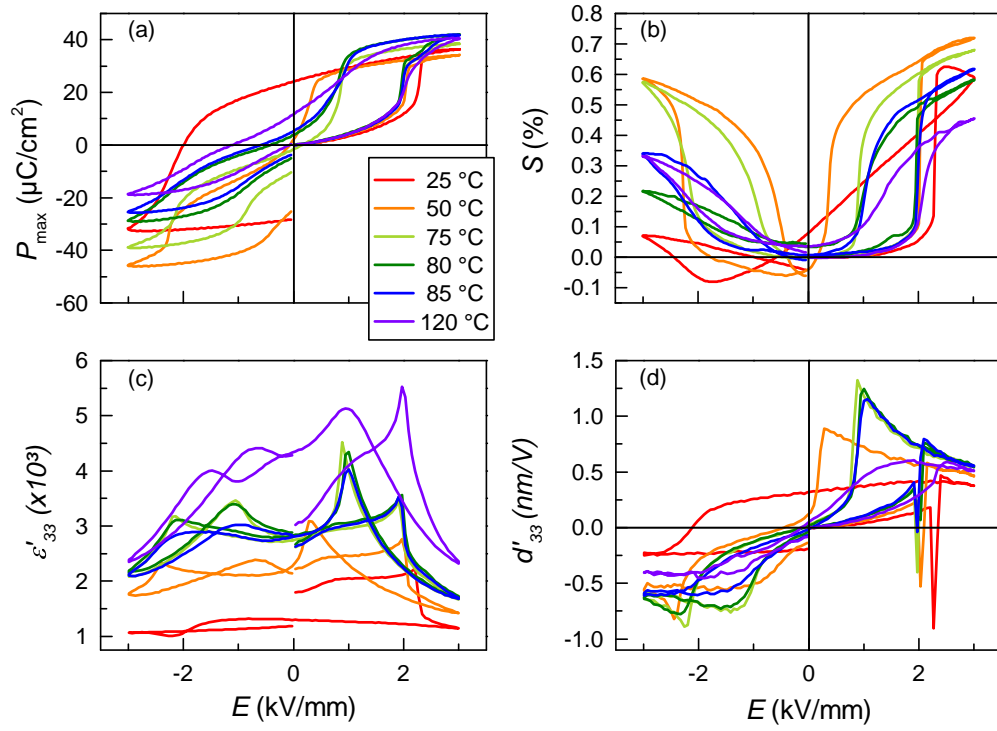 (a)
40
20
0
-20
-40
-60
P_max (µC/cm²)
25 °C
50 °C
75 °C
80 °C
85 °C
120 °C
(b)
0.8
0.7
0.6
0.5
0.4
0.3
0.2
0.1
0.0
-0.1
S (%)
(c)
6
5
4
3
2
1
ε'₃₃ (x10³)
-2 0 2
E (kV/mm)
(d)
1.5
1.0
0.5
0.0
-0.5
-1.0
d'₃₃ (nm/V)
-2 0 2
E (kV/mm)